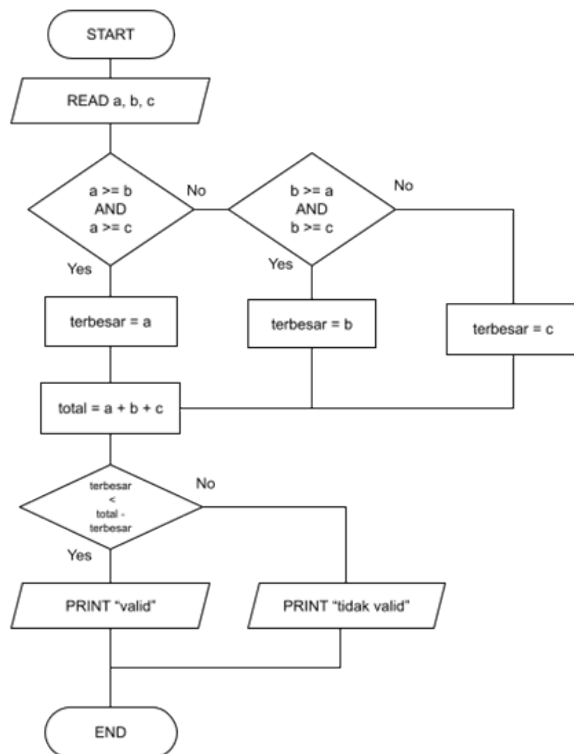 START
READ a, b, c
a >= b
AND
a >= c
No
b >= a
AND
b >= c
No
Yes
Yes
terbesar = a
terbesar = b
terbesar = c
total = a + b + c
terbesar
<
total -
terbesar
No
Yes
PRINT “valid”
PRINT “tidak valid”
END